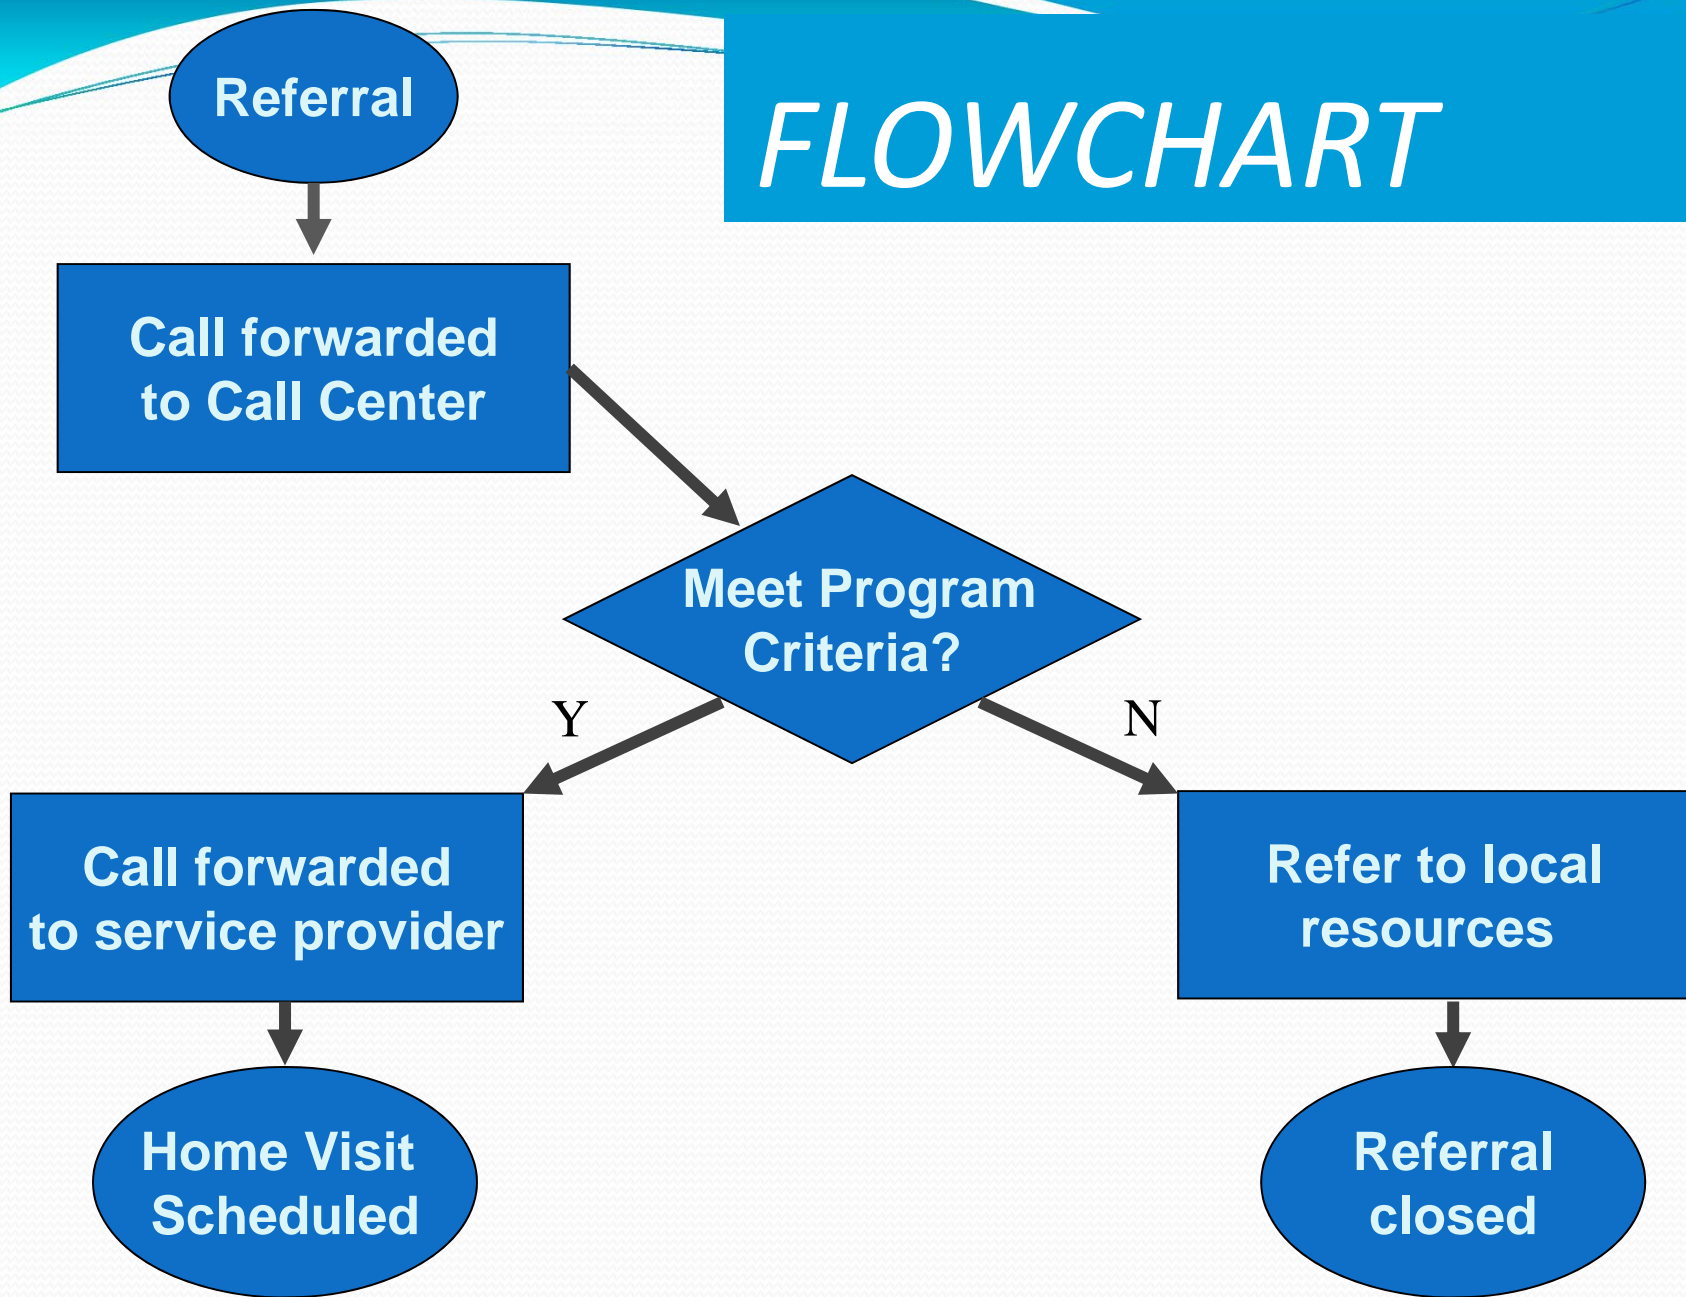 Referral
FLOWCHART
Call forwarded
to Call Center
Meet Program
Criteria?
Y
N
Call forwarded
to service provider
Refer to local
resources
Home Visit
Scheduled
Referral
closed